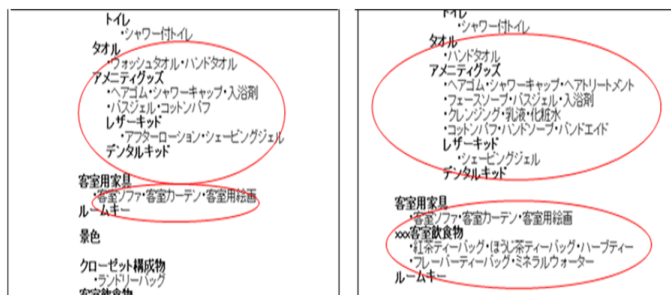 トイレ
・シャワー付トイレ
タオル
・ウォッシュタオル・ハンドタオル
アメニティグッズ
・ヘアゴム・シャワーキャップ・入浴剤
・バスジェル・コットンパフ
レザーキッド
・アフターローション・シェービングジェル
デンタルキッド
客室用家具
・客室ソファ・客室カーテン・客室用絵画
ルームキー
景色
クローゼット構成物
・ランドリーバッグ
客室飲食物
トイレ
・シャワー付トイレ
タオル
・ハンドタオル
アメニティグッズ
・ヘアゴム・シャワーキャップ・ヘアトリートメント
・フェースソープ・バスジェル・入浴剤
・クレンジング・乳液・化粧水
・コットンパフ・ハンドソープ・バンドエイド
レザーキッド
・シェービングジェル
デンタルキッド
客室用家具
・客室ソファ・客室カーテン・客室用絵画
xxx客室飲食物
・紅茶ティーバッグ・ほうじ茶ティーバッグ・ハーブティー
・フレーバーティーバッグ・ミネラルウォーター
ルームキー